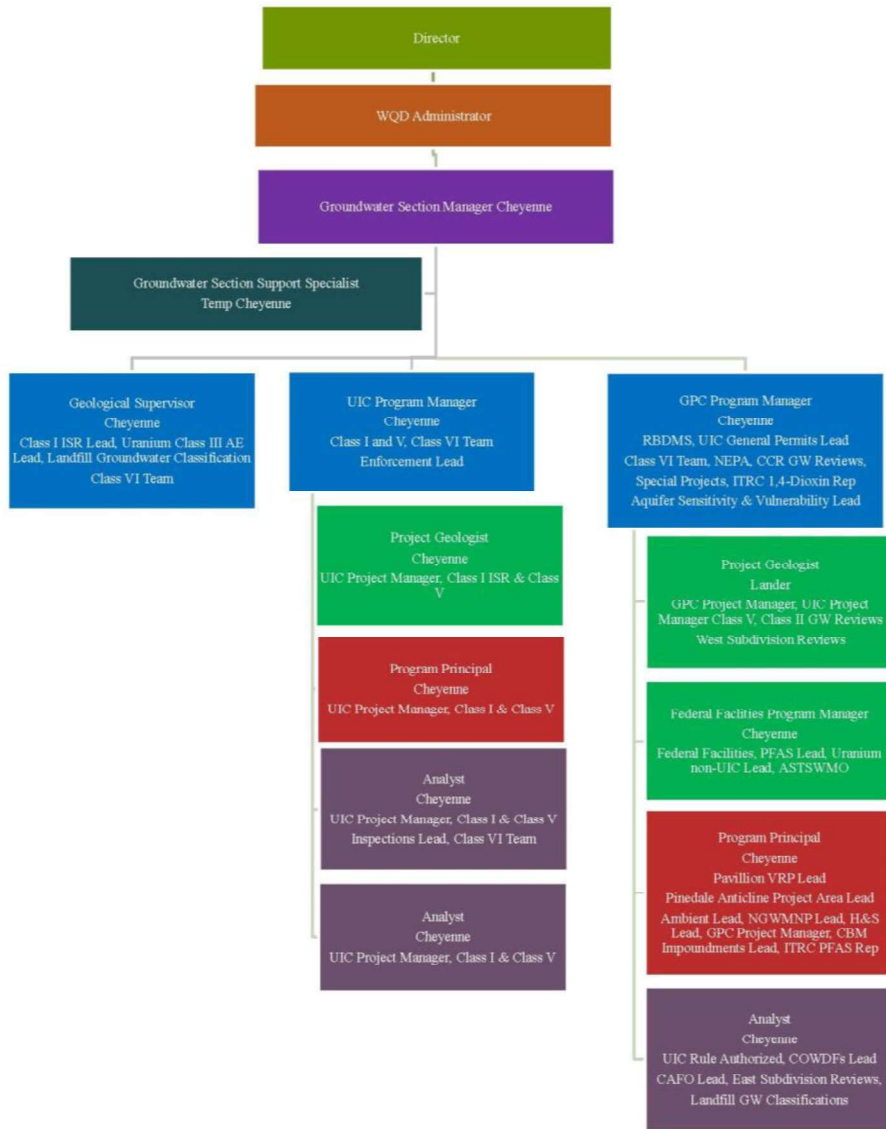 Director
WQD Administrator
Groundwater Section Manager Cheyenne
Groundwater Section Support Specialist
Temp Cheyenne
Geological Supervisor
Cheyenne
Class I ISR Lead, Uranium Class III AE
Lead, Landfill Groundwater Classification
Class VI Team
UIC Program Manager
Cheyenne
Class I and V, Class VI Team
Enforcement Lead
Project Geologist
Cheyenne
UIC Project Manager, Class I ISR & Class
V
Program Principal
Cheyenne
UIC Project Manager, Class I & Class V
Analyst
Cheyenne
UIC Project Manager, Class I & Class V
Inspections Lead, Class VI Team
Analyst
Cheyenne
UIC Project Manager, Class I & Class V
GPC Program Manager
Cheyenne
RBDMS, UIC General Permits Lead
Class VI Team, NEPA, CCR GW Reviews,
Special Projects, ITRC 1,4-Dioxin Rep
Aquifer Sensitivity & Vulnerability Lead
Project Geologist
Lander
GPC Project Manager, UIC Project
Manager Class V, Class II GW Reviews
West Subdivision Reviews
Federal Facilities Program Manager
Cheyenne
Federal Facilities, PFAS Lead, Uranium
non-UIC Lead, ASTSWMO
Program Principal
Cheyenne
Pavillion VRP Lead
Pinedale Anticline Project Area Lead
Ambient Lead, NGWMNP Lead, H&S
Lead, GPC Project Manager, CBM
Impoundments Lead, ITRC PFAS Rep
Analyst
Cheyenne
UIC Rule Authorized, COWDFs Lead
CAFO Lead, East Subdivision Reviews,
Landfill GW Classifications